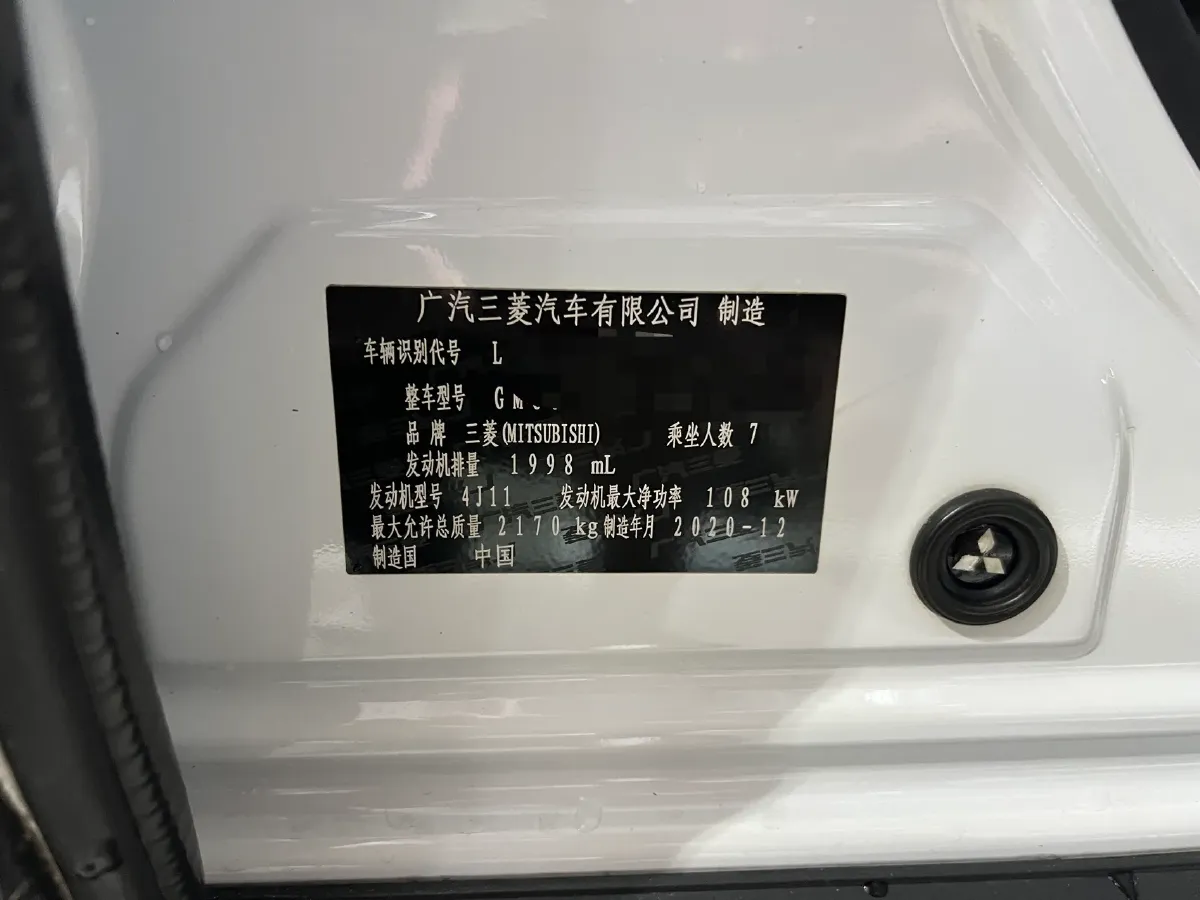 广汽三菱汽车有限公司 制造
车辆识别代号 L
整车型号 GM
品 牌 三菱(MITSUBISHI) 乘坐人数 7
发动机排量 1998 mL
发动机型号 4J11 发动机最大净功率 108 kW
最大允许总质量 2170 kg 制造年月 2020-12
制造国 中国